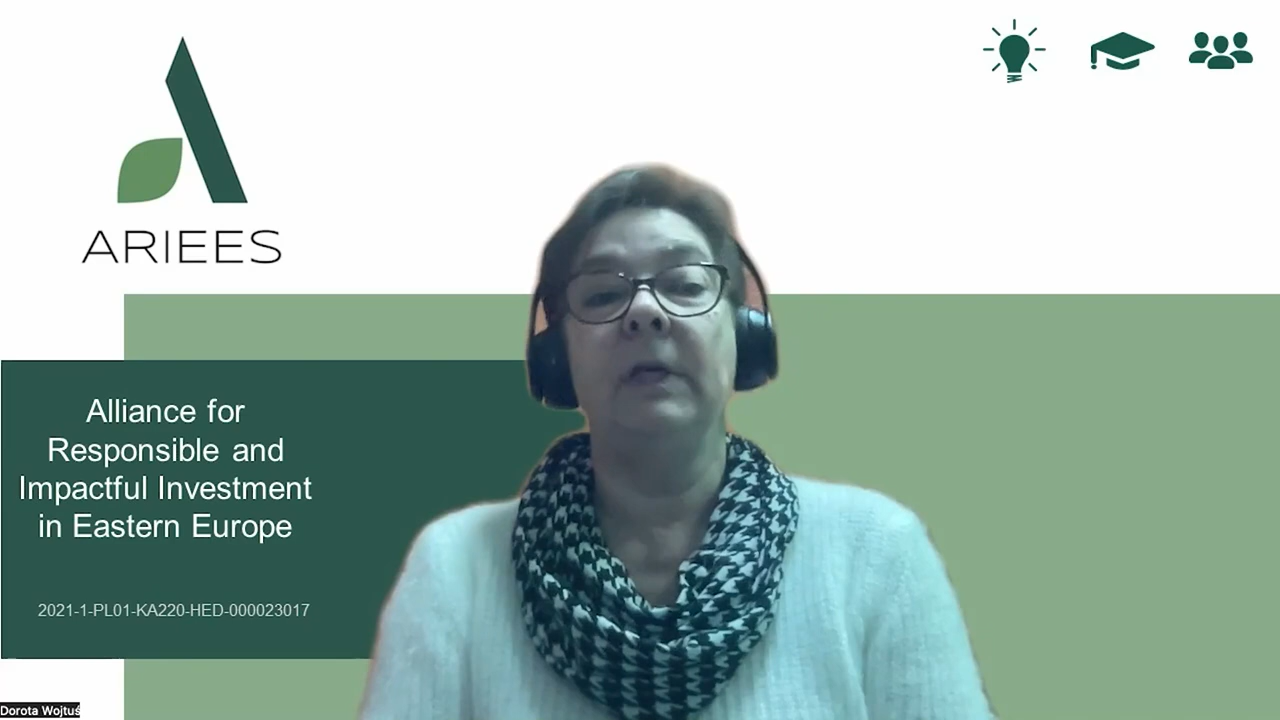 ARIEES
Alliance for
Responsible and
Impactful Investment
in Eastern Europe
2021-1-PL01-KA220-HED-000023017
Dorota Wojtuś